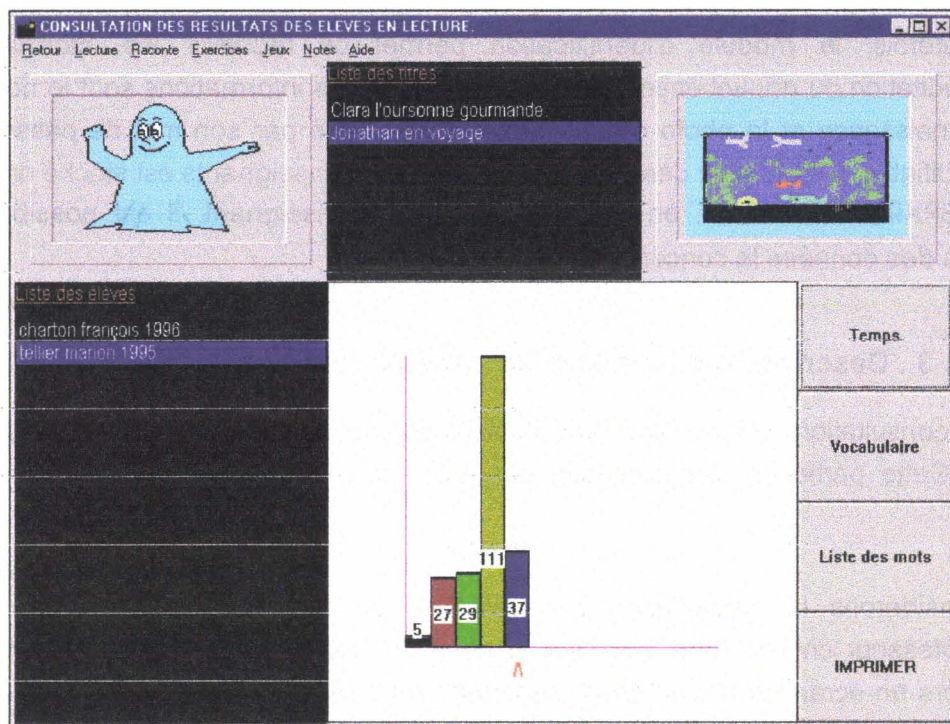 CONSULTATION DES RESULTATS DES ELEVES EN LECTURE.
Retour Lecture Raconte Exercices Jeux Notes Aide
Liste des titres
Clara l'oursonne gourmande.
Jonathan en voyage
Liste des élèves
charton françois 1996
tellier marion 1995
Temps
Vocabulaire
Liste des mots
IMPRIMER
5
27
29
111
37
A